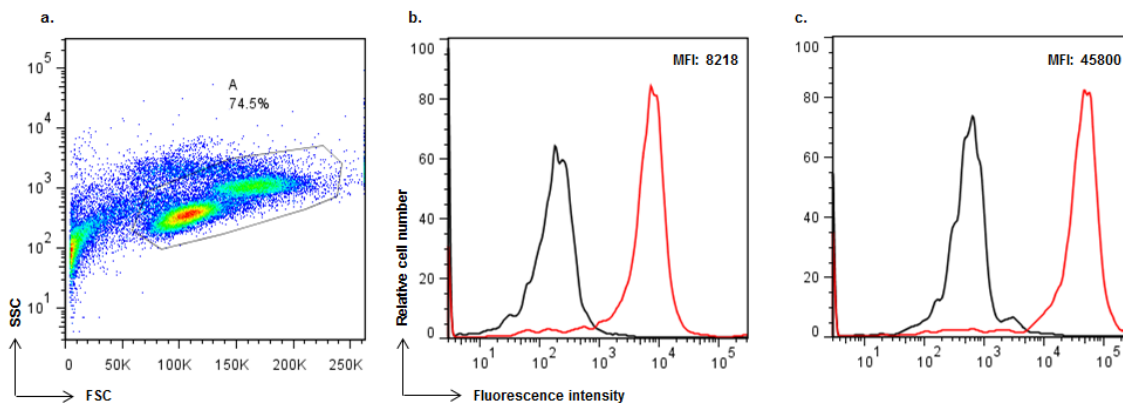 a.
A
74.5%
10^5
10^4
10^3
10^2
10^1
0 50K 100K 150K 200K 250K
SSC
FSC
b.
MFI: 8218
100
80
60
40
20
0
10^1 10^2 10^3 10^4 10^5
Relative cell number
Fluorescence intensity
c.
MFI: 45800
100
80
60
40
20
0
10^1 10^2 10^3 10^4 10^5